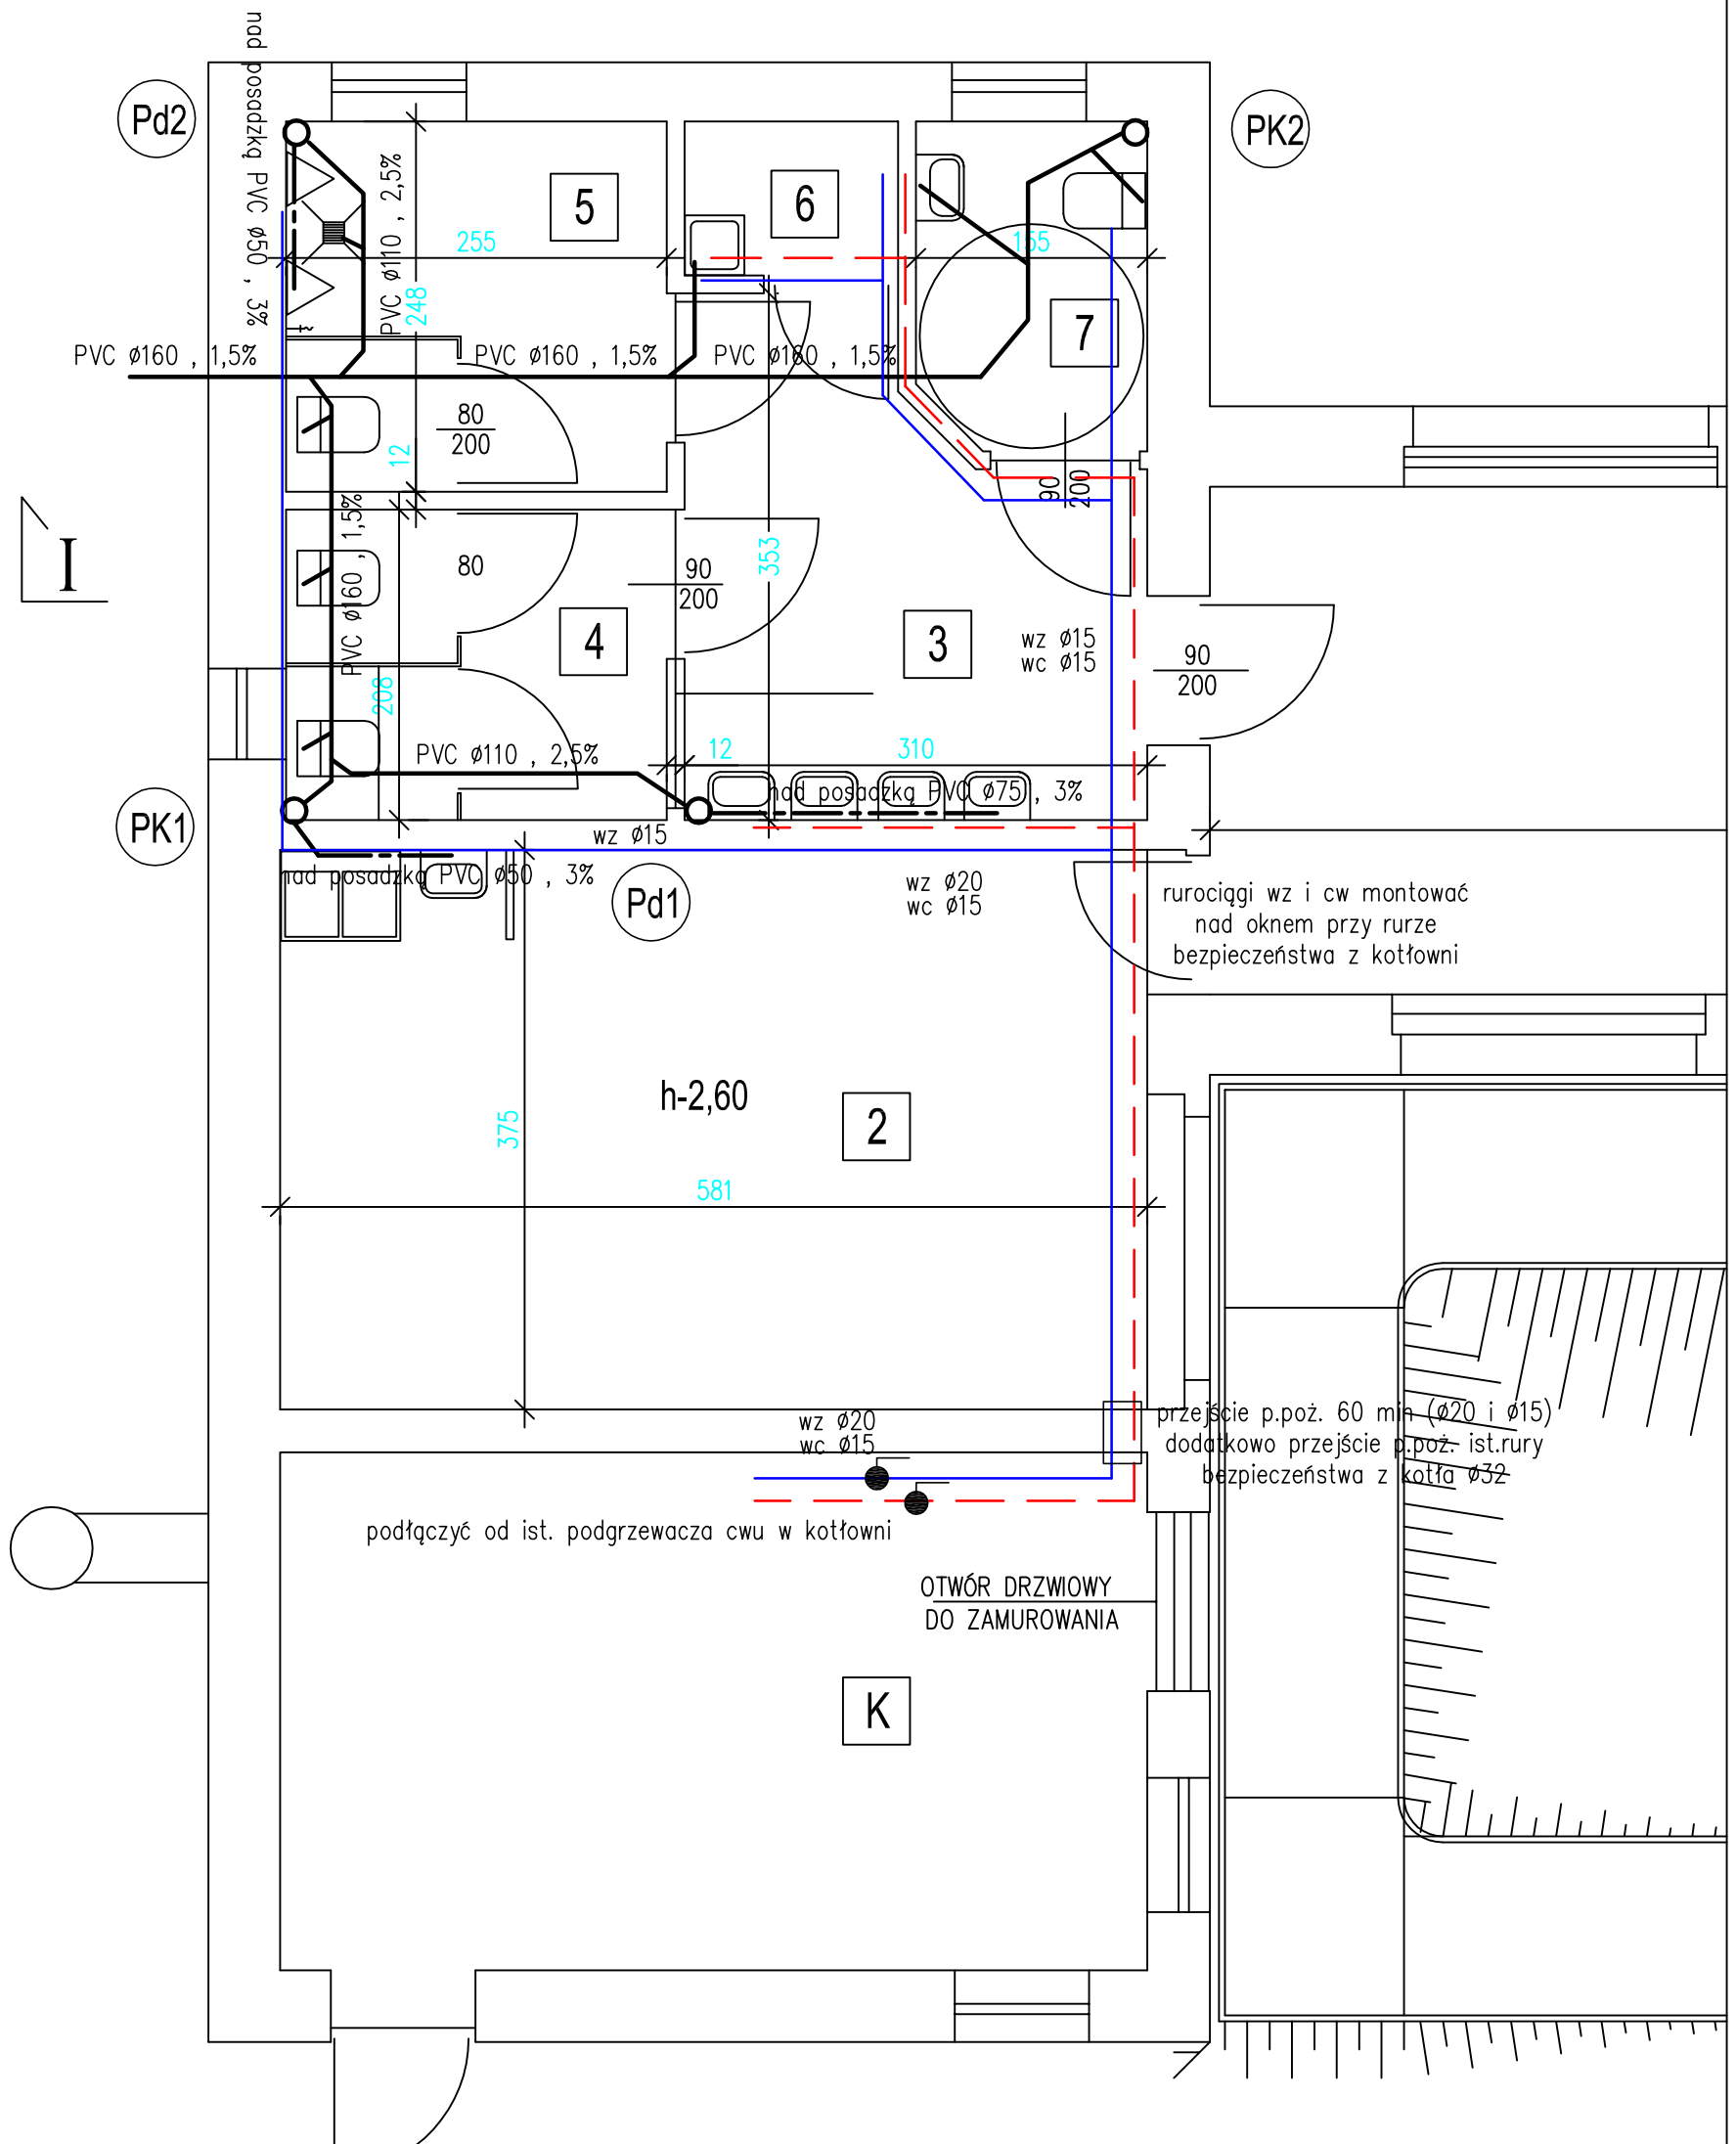 nad posadzką PVC ø50 , 3%
Pd2
PK2
PVC ø110 , 2,5%
5
6
255
155
248
7
PVC ø160 , 1,5%
PVC ø160 , 1,5%
PVC ø160 , 1,5%
80
200
12
90
200
PVC ø160 , 1,5%
I
80
90
200
353
4
3
wz ø15
wc ø15
90
200
208
PVC ø110 , 2,5%
12
310
nad posadzką PVC ø75 , 3%
PK1
wz ø15
nad posadzką PVC ø50 , 3%
Pd1
wz ø20
wc ø15
rurociągi wz i cw montować
nad oknem przy rurze
bezpieczeństwa z kotłowni
h-2,60
2
375
581
wz ø20
wc ø15
przejście p.poż. 60 min (ø20 i ø15)
dodatkowo przejście p.poż. ist.rury
bezpieczeństwa z kotła ø32
podłączyć od ist. podgrzewacza cwu w kotłowni
OTWÓR DRZWIOWY
DO ZAMUROWANIA
K